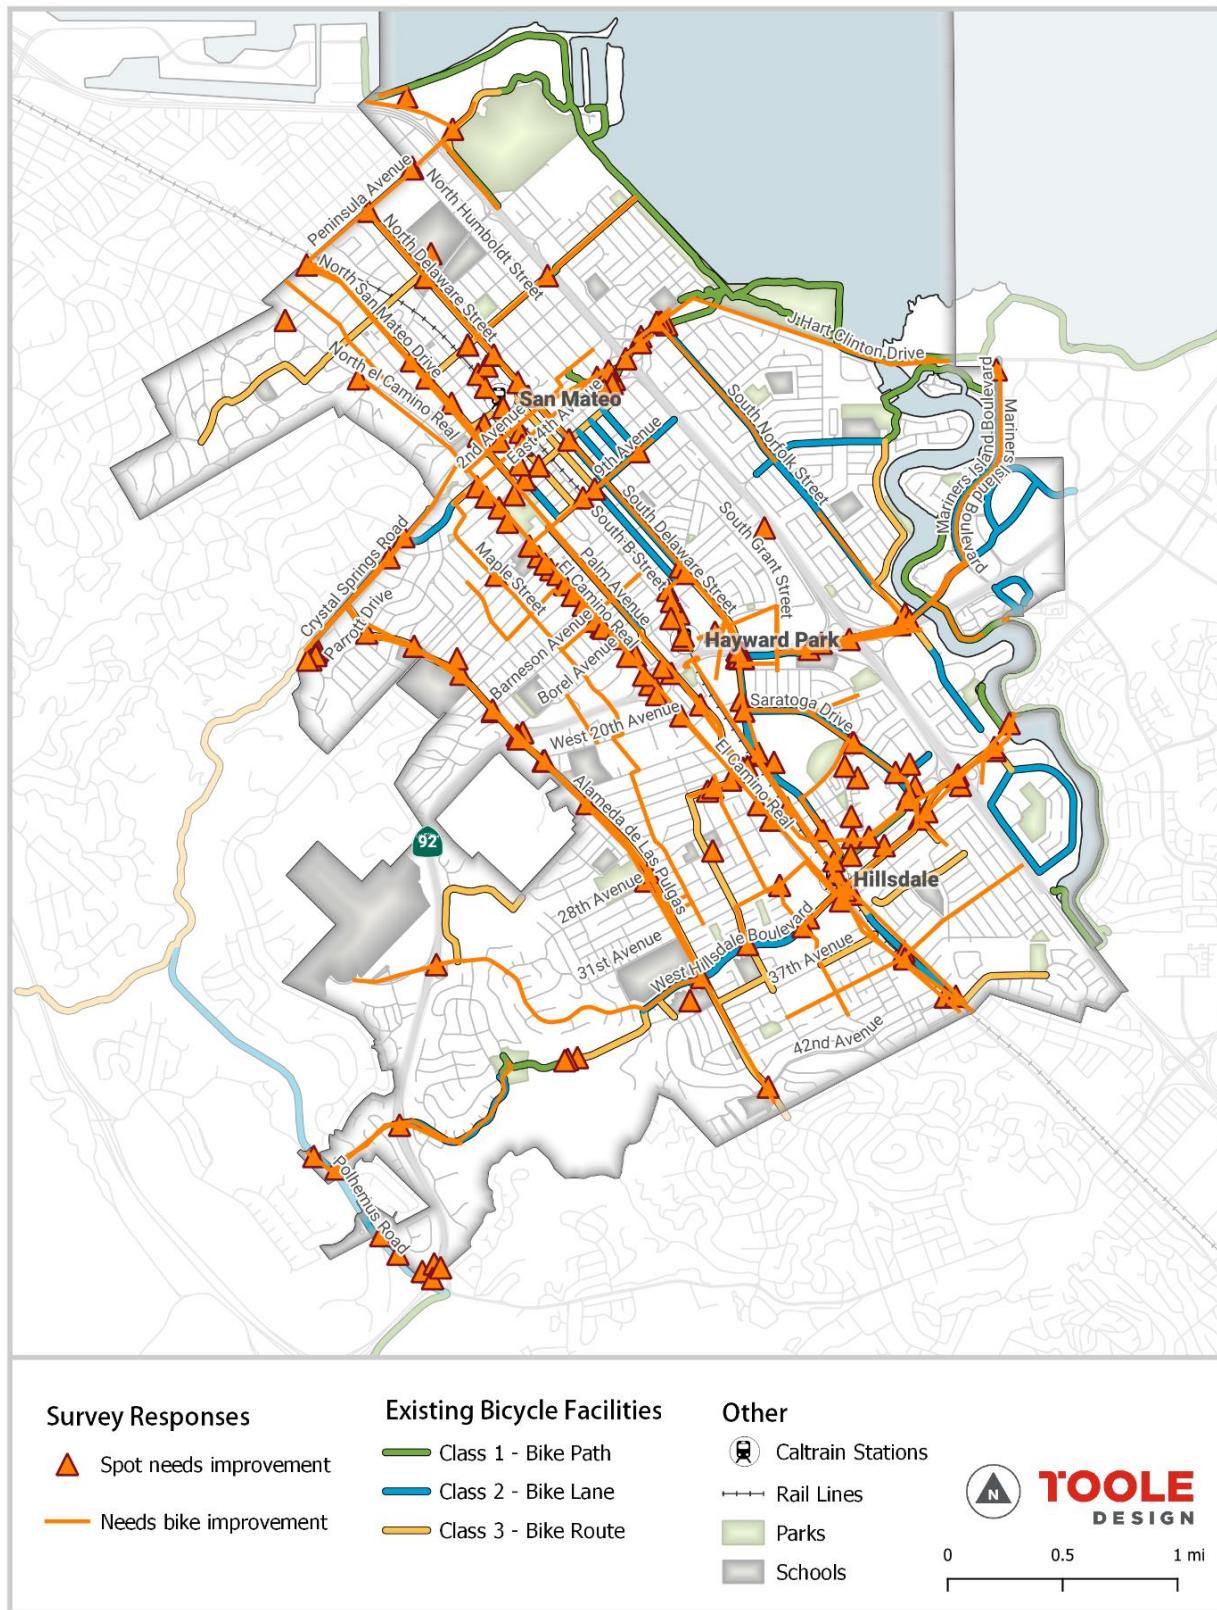 Peninsula Avenue
North Humboldt Street
North Delaware Street
North San Mateo Drive
North el Camino Real
J Hart Clinton Drive
San Mateo
2nd Avenue
East 4th Avenue
9th Avenue
South Norfolk Street
Mariners Island Boulevard
Mariners Island Boulevard
Crystal Springs Road
Parrott Drive
Maple Street
South B Street
South Delaware Street
South Grant Street
Palm Avenue
El Camino Real
Hayward Park
Barneson Avenue
Borel Avenue
West 20th Avenue
Saratoga Drive
El Camino Real
Alameda de Las Pulgas
92
28th Avenue
Hillsdale
31st Avenue
West Hillsdale Boulevard
37th Avenue
42nd Avenue
Polhemus Road
Survey Responses
Spot needs improvement
Needs bike improvement
Existing Bicycle Facilities
Class 1 - Bike Path
Class 2 - Bike Lane
Class 3 - Bike Route
Other
Caltrain Stations
Rail Lines
Parks
Schools
N
TOOLE
DESIGN
0 0.5 1 mi